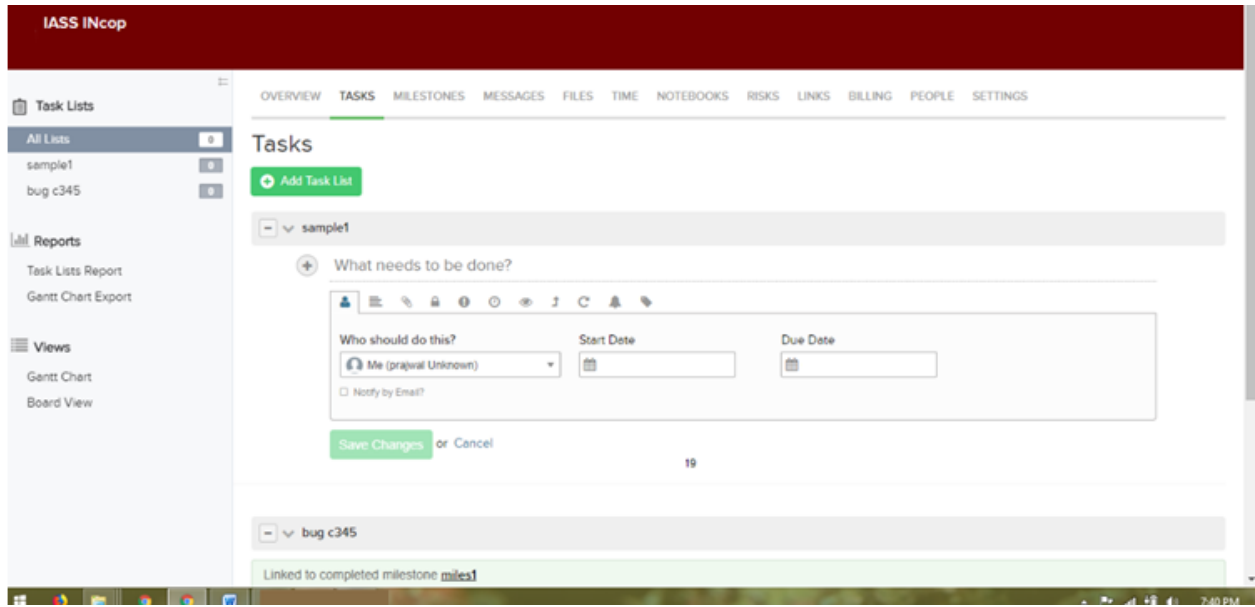 IASS INcop
Task Lists
All Lists 0
sample1 0
bug c345 0
Reports
Task Lists Report
Gantt Chart Export
Views
Gantt Chart
Board View
OVERVIEW TASKS MILESTONES MESSAGES FILES TIME NOTEBOOKS RISKS LINKS BILLING PEOPLE SETTINGS
Tasks
Add Task List
sample1
What needs to be done?
Who should do this? Start Date Due Date
Me (prajwal Unknown)
Notify by Email?
Save Changes or Cancel
19
bug c345
Linked to completed milestone miles1
7:40 PM